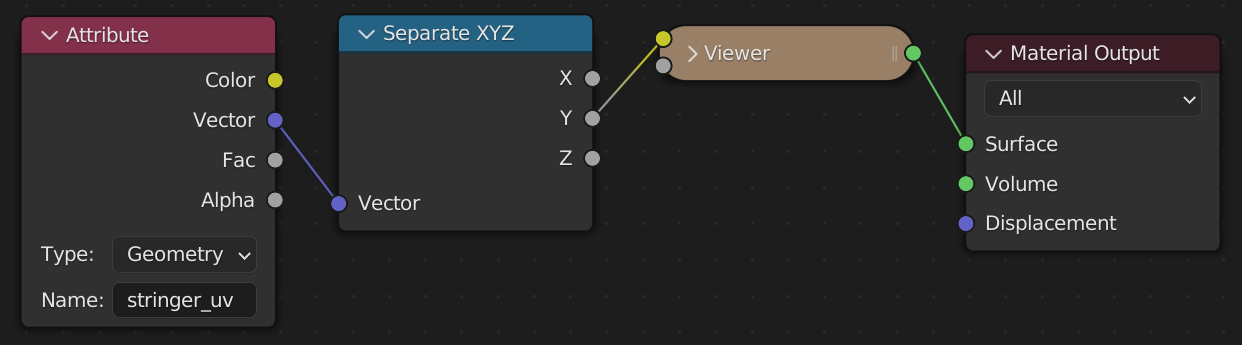 Attribute
Color
Vector
Fac
Alpha
Type: Geometry
Name: stringer_uv
Separate XYZ
X
Y
Z
Vector
Viewer
Material Output
All
Surface
Volume
Displacement